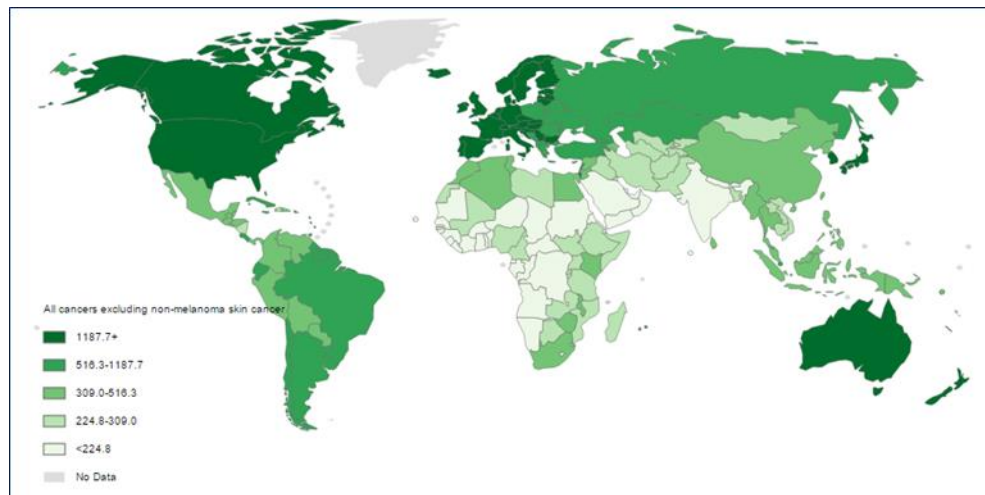 All cancers excluding non-melanoma skin cancer
1187.7+
516.3-1187.7
309.0-516.3
224.8-309.0
<224.8
No Data